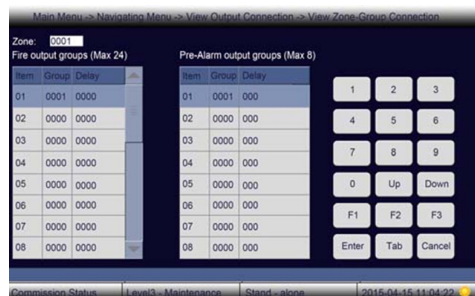 Main Menu -> Navigating Menu -> View Output Connection -> View Zone-Group Connection
Zone: 0001
Fire output groups (Max 24)
Pre-Alarm output groups (Max 8)
Item Group Delay
01 0001 0000
02 0000 0000
03 0000 0000
04 0000 0000
05 0000 0000
06 0000 0000
07 0000 0000
08 0000 0000
Item Group Delay
01 0001 000
02 0000 000
03 0000 000
04 0000 000
05 0000 000
06 0000 000
07 0000 000
08 0000 000
1 2 3
4 5 6
7 8 9
0 Up Down
F1 F2 F3
Enter Tab Cancel
Commission Status Level3 - Maintenance Stand - alone 2015-04-15 11:04:22